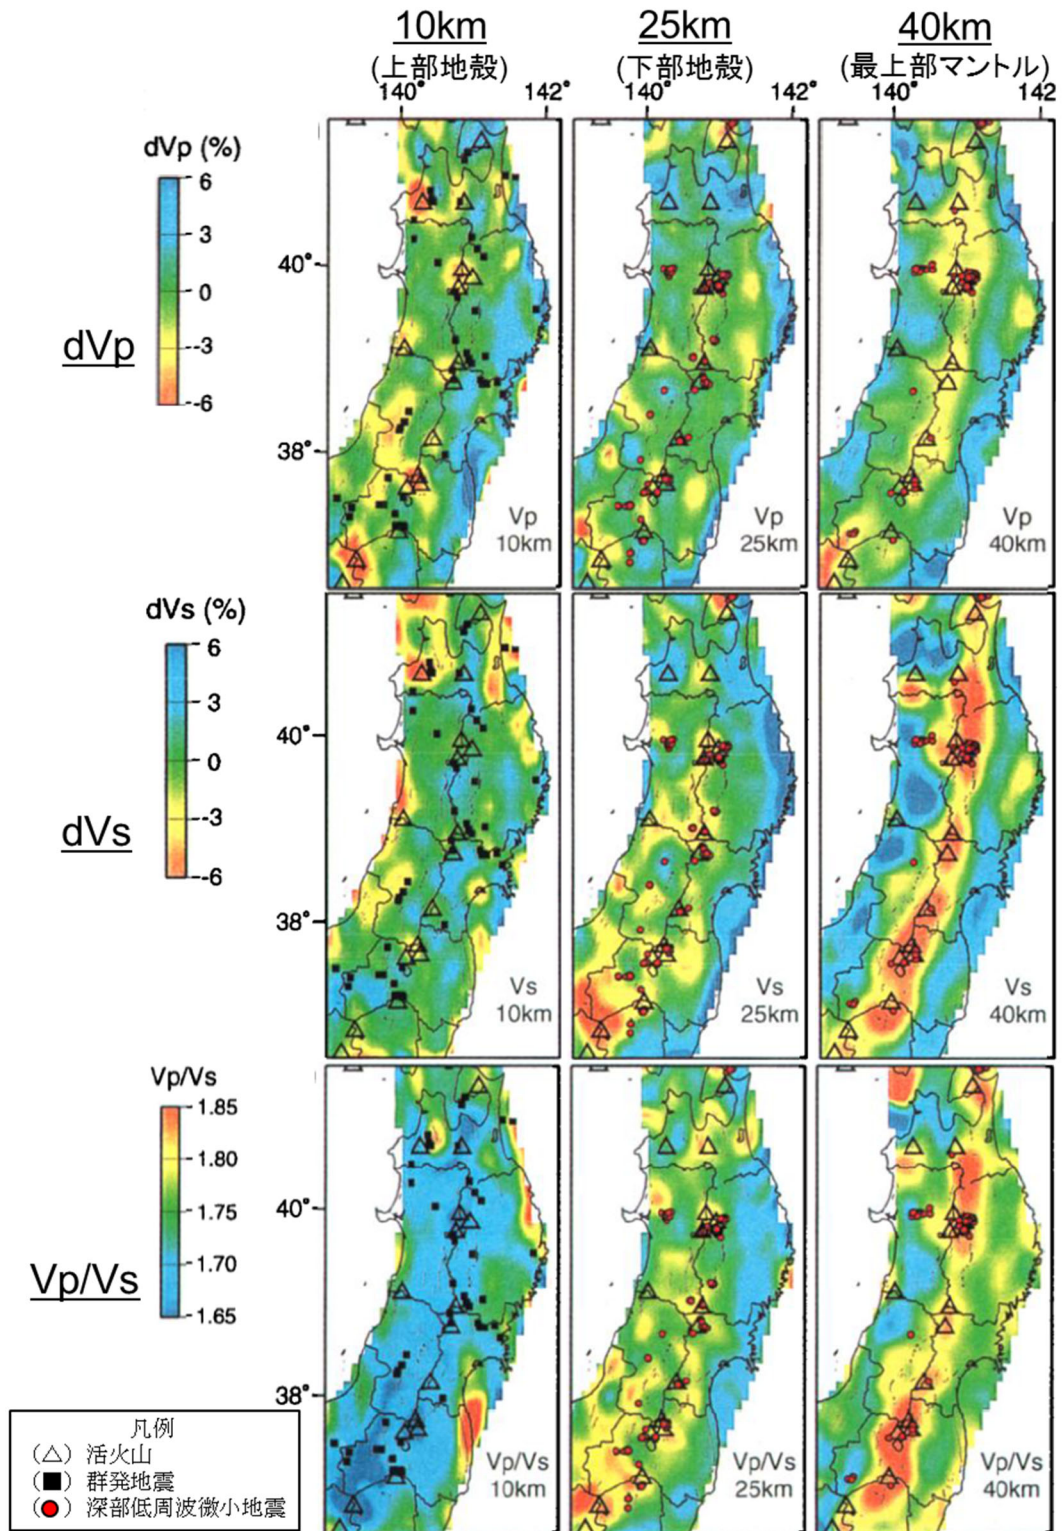 10km
25km
40km
(上部地殻)
(下部地殻)
(最上部マントル)
140°
142°
140°
142°
140°
142
dVp (%)
6
3
0
-3
-6
dVp
40°
38°
Vp
10km
Vp
25km
Vp
40km
dVs (%)
6
3
0
-3
-6
dVs
40°
38°
Vs
10km
Vs
25km
Vs
40km
Vp/Vs
1.85
1.80
1.75
1.70
1.65
Vp/Vs
40°
38°
Vp/Vs
10km
Vp/Vs
25km
Vp/Vs
40km
凡例
(△) 活火山
(■) 群発地震
(●) 深部低周波微小地震